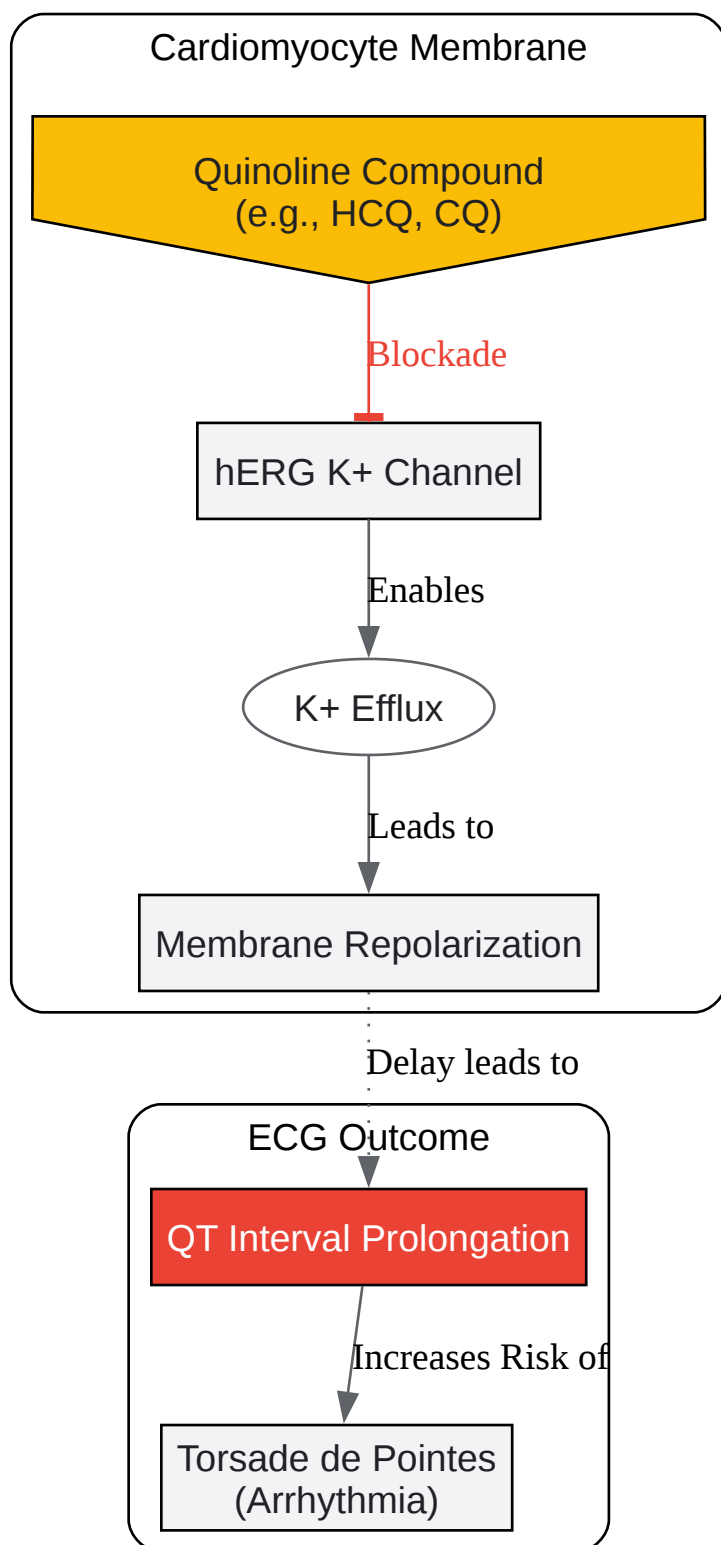 Cardiomyocyte Membrane
Quinoline Compound
(e.g., HCQ, CQ)
Blockade
hERG K+ Channel
Enables
K+ Efflux
Leads to
Membrane Repolarization
Delay leads to
ECG Outcome
QT Interval Prolongation
Increases Risk of
Torsade de Pointes
(Arrhythmia)